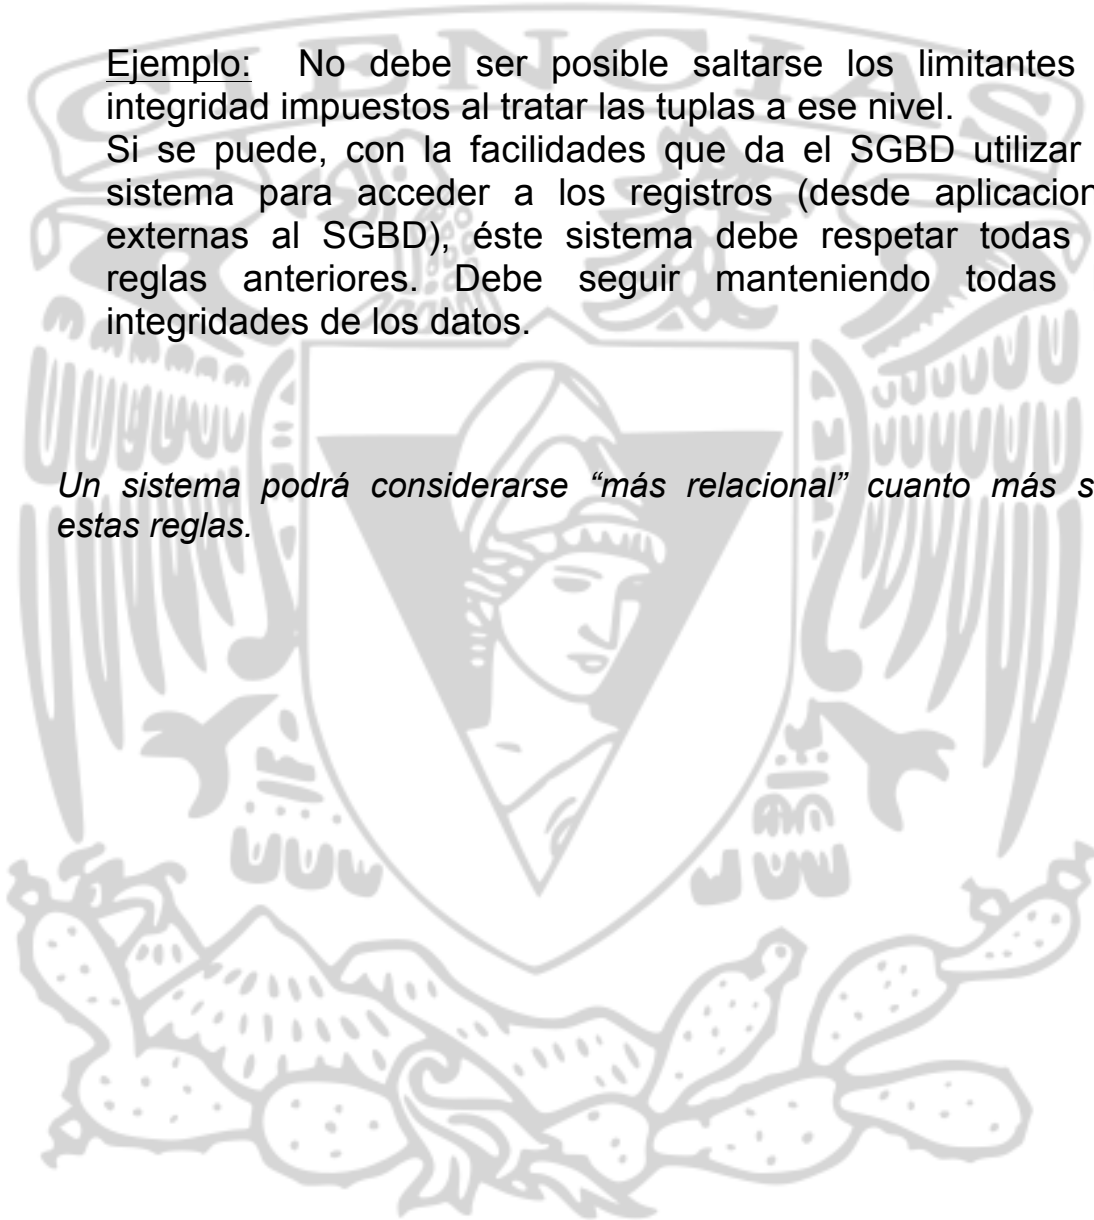 CIENCIAS
Ejemplo: No debe ser posible saltarse los limitantes
integridad impuestos al tratar las tuplas a ese nivel.
Si se puede, con la facilidades que da el SGBD utilizar
sistema para acceder a los registros (desde aplicacion
externas al SGBD), éste sistema debe respetar todas
reglas anteriores. Debe seguir manteniendo todas
integridades de los datos.
Un sistema podrá considerarse “más relacional” cuanto más s
estas reglas.